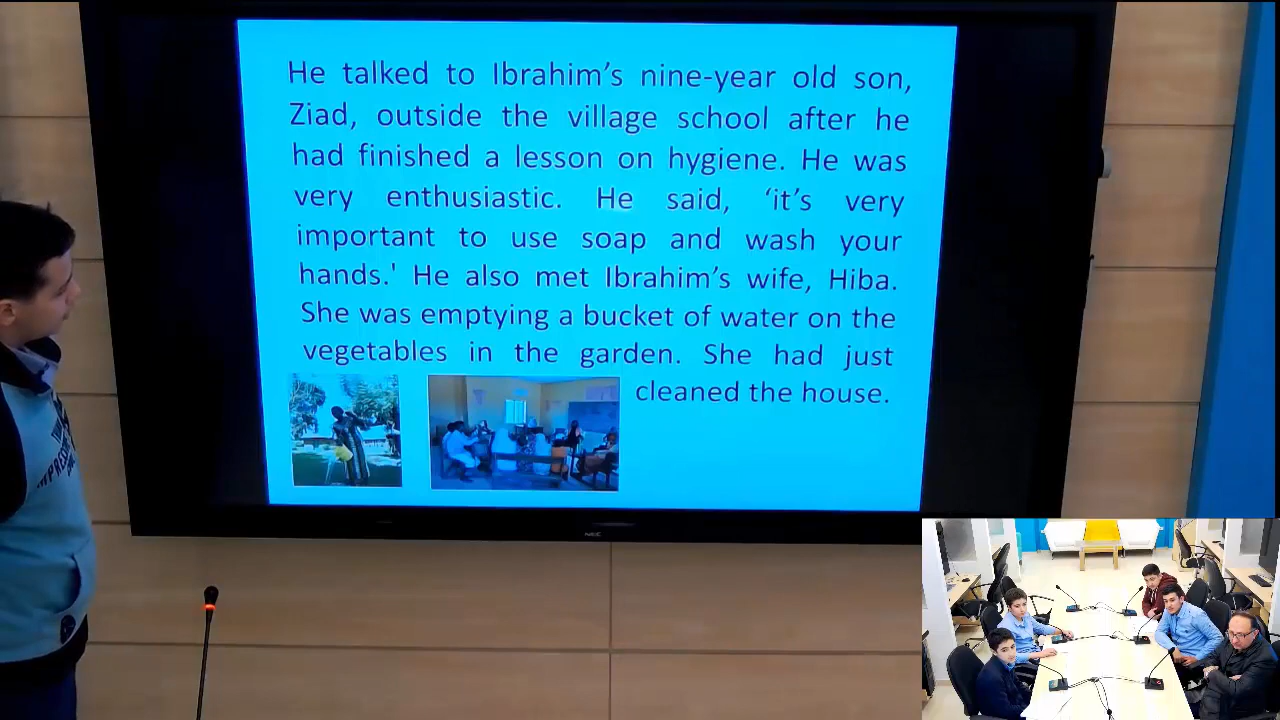 He talked to Ibrahim’s nine-year old son,
Ziad, outside the village school after he
had finished a lesson on hygiene. He was
very enthusiastic. He said, ‘it’s very
important to use soap and wash your
hands.' He also met Ibrahim’s wife, Hiba.
She was emptying a bucket of water on the
vegetables in the garden. She had just
cleaned the house.
NEC